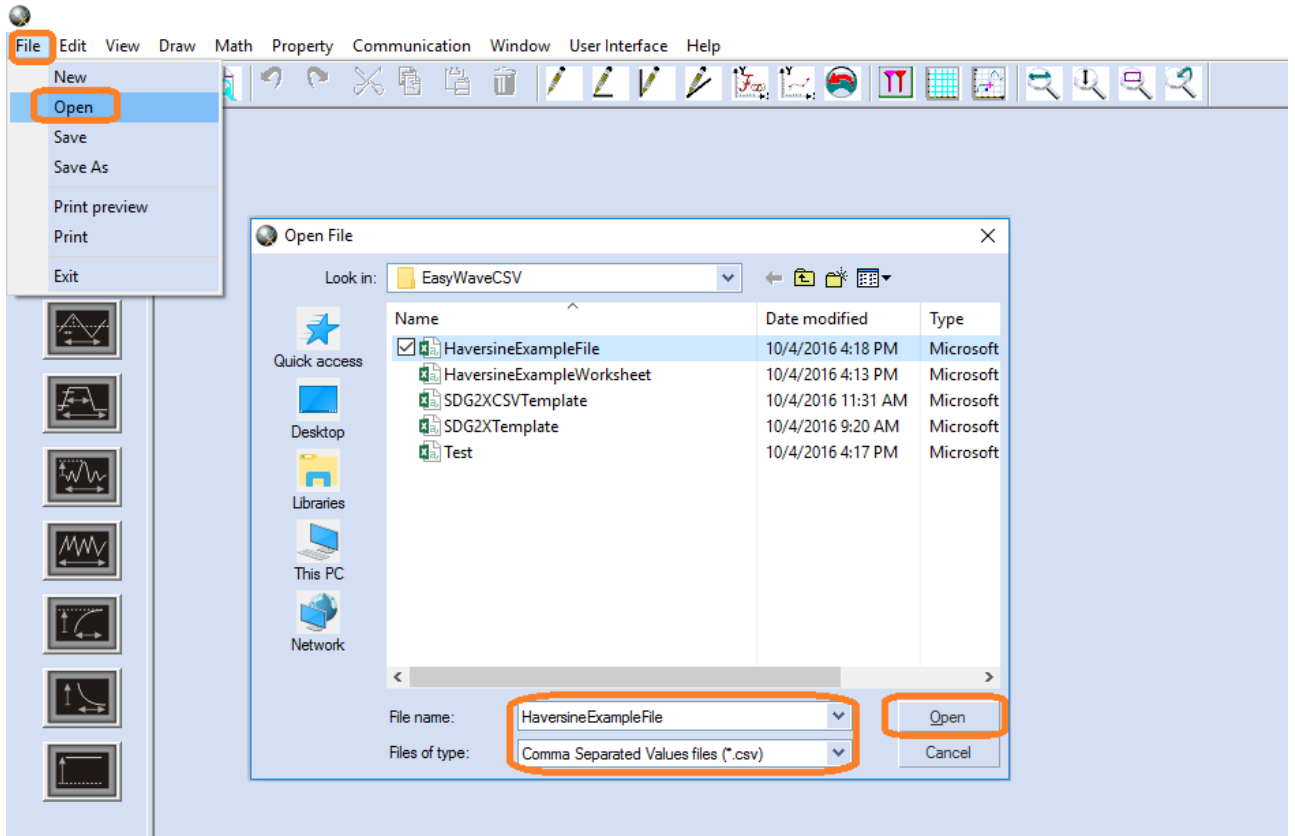 File Edit View Draw Math Property Communication Window User Interface Help
New
Open
Save
Save As
Print preview
Print
Exit
Open File
Look in: EasyWaveCSV
Name Date modified Type
HaversineExampleFile 10/4/2016 4:18 PM Microsoft
HaversineExampleWorksheet 10/4/2016 4:13 PM Microsoft
SDG2XCSVTemplate 10/4/2016 11:31 AM Microsoft
SDG2XTemplate 10/4/2016 9:20 AM Microsoft
Test 10/4/2016 4:17 PM Microsoft
Quick access
Desktop
Libraries
This PC
Network
File name: HaversineExampleFile Open
Files of type: Comma Separated Values files (*.csv) Cancel